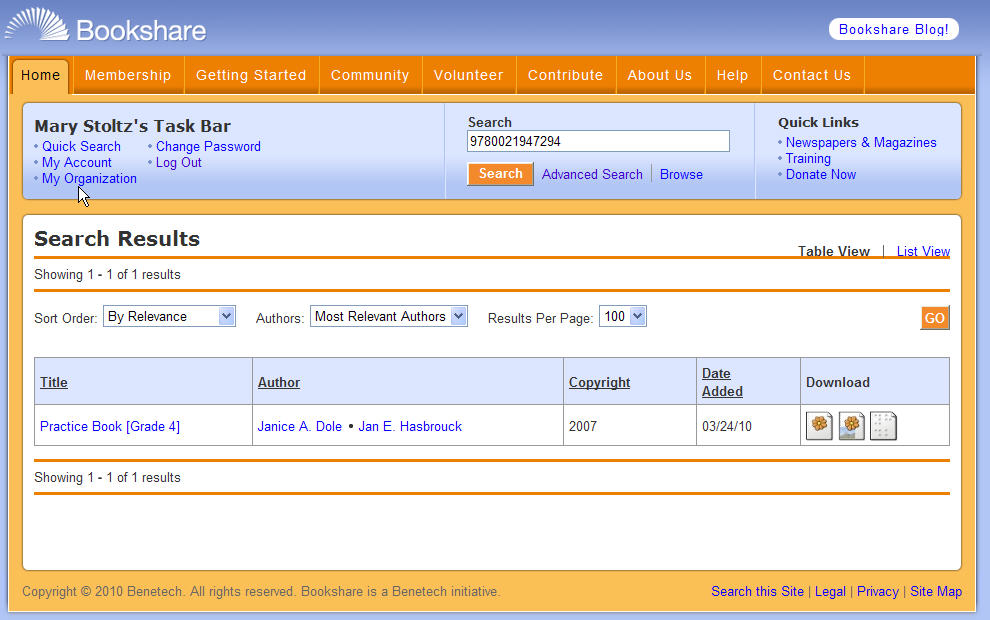 Bookshare
Bookshare Blog!
Home Membership Getting Started Community Volunteer Contribute About Us Help Contact Us
Mary Stoltz's Task Bar
Quick Search • Change Password
My Account • Log Out
My Organization
Search
9780021947294
Search Advanced Search | Browse
Quick Links
Newspapers & Magazines
Training
Donate Now
Search Results
Table View | List View
Showing 1 - 1 of 1 results
Sort Order: By Relevance Authors: Most Relevant Authors Results Per Page: 100 GO
Title Author Copyright Date Added Download
Practice Book [Grade 4] Janice A. Dole • Jan E. Hasbrouck 2007 03/24/10
Showing 1 - 1 of 1 results
Copyright © 2010 Benetech. All rights reserved. Bookshare is a Benetech initiative.
Search this Site | Legal | Privacy | Site Map